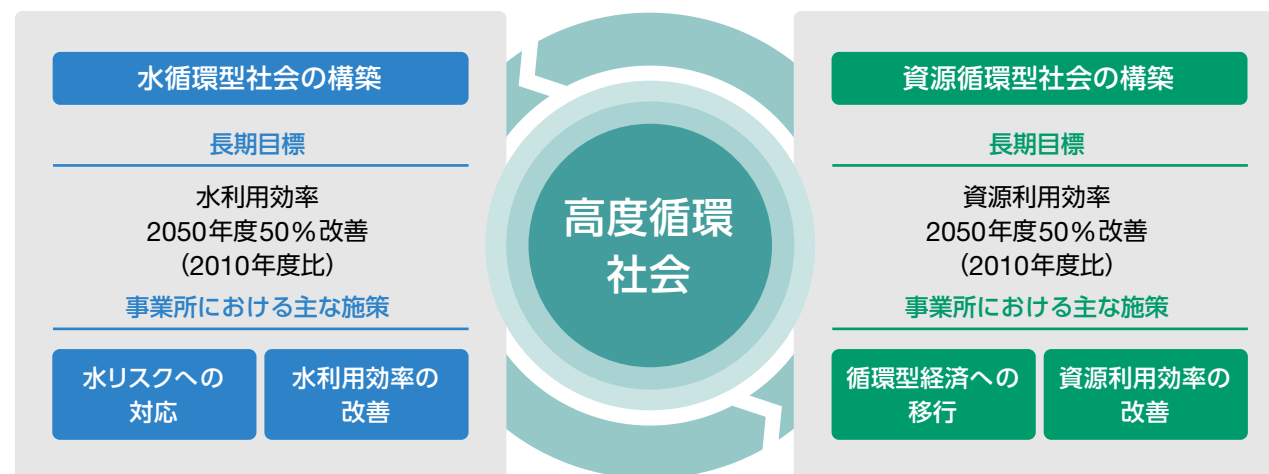 水循環型社会の構築
長期目標
水利用効率
2050年度50%改善
（2010年度比）
事業所における主な施策
水リスクへの
対応
水利用効率の
改善
高度循環
社会
資源循環型社会の構築
長期目標
資源利用効率
2050年度50%改善
（2010年度比）
事業所における主な施策
循環型経済への
移行
資源利用効率の
改善